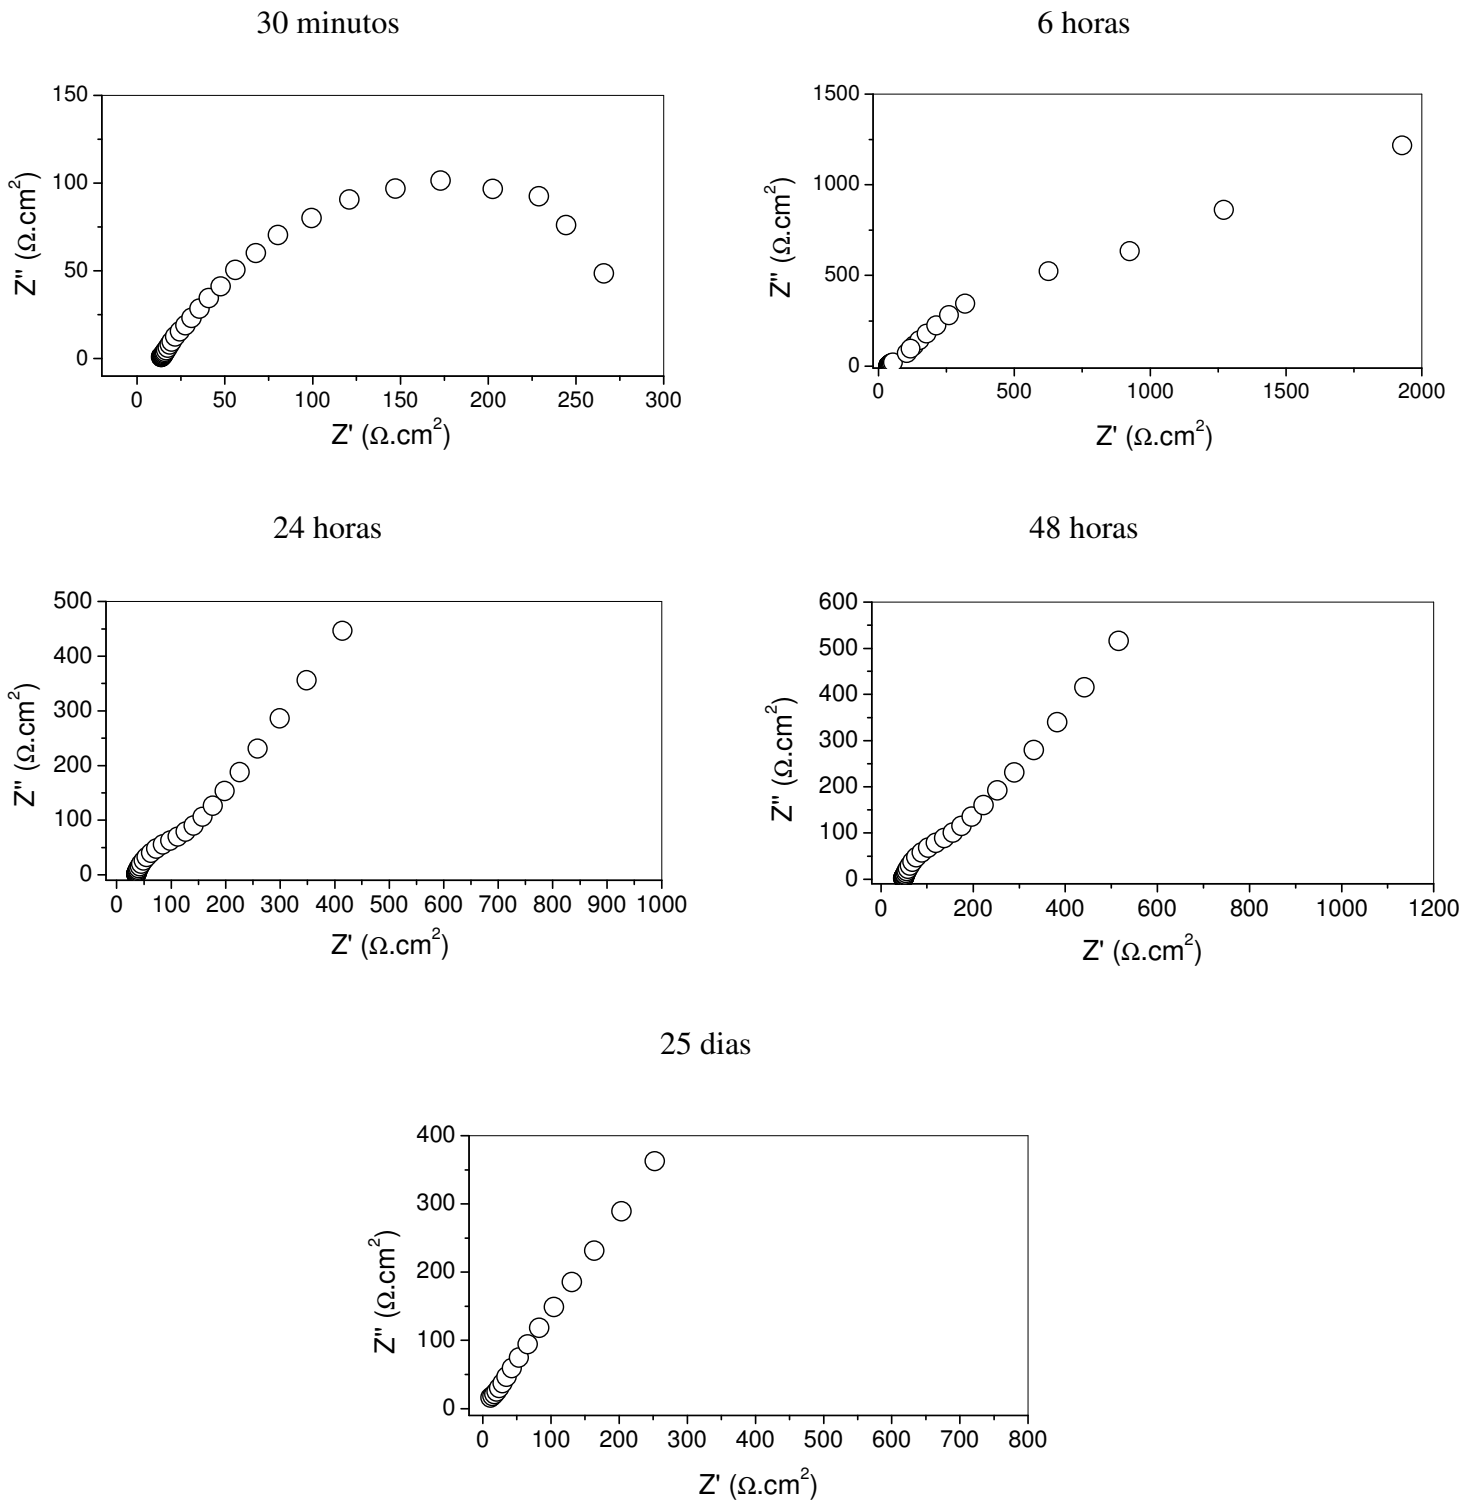 30 minutos
150
100
50
0
Z'' (Ω.cm²)
0 50 100 150 200 250 300
Z' (Ω.cm²)
6 horas
1500
1000
500
0
Z'' (Ω.cm²)
0 500 1000 1500 2000
Z' (Ω.cm²)
24 horas
500
400
300
200
100
0
Z'' (Ω.cm²)
0 100 200 300 400 500 600 700 800 900 1000
Z' (Ω.cm²)
48 horas
600
500
400
300
200
100
0
Z'' (Ω.cm²)
0 200 400 600 800 1000 1200
Z' (Ω.cm²)
25 dias
400
300
200
100
0
Z'' (Ω.cm²)
0 100 200 300 400 500 600 700 800
Z' (Ω.cm²)